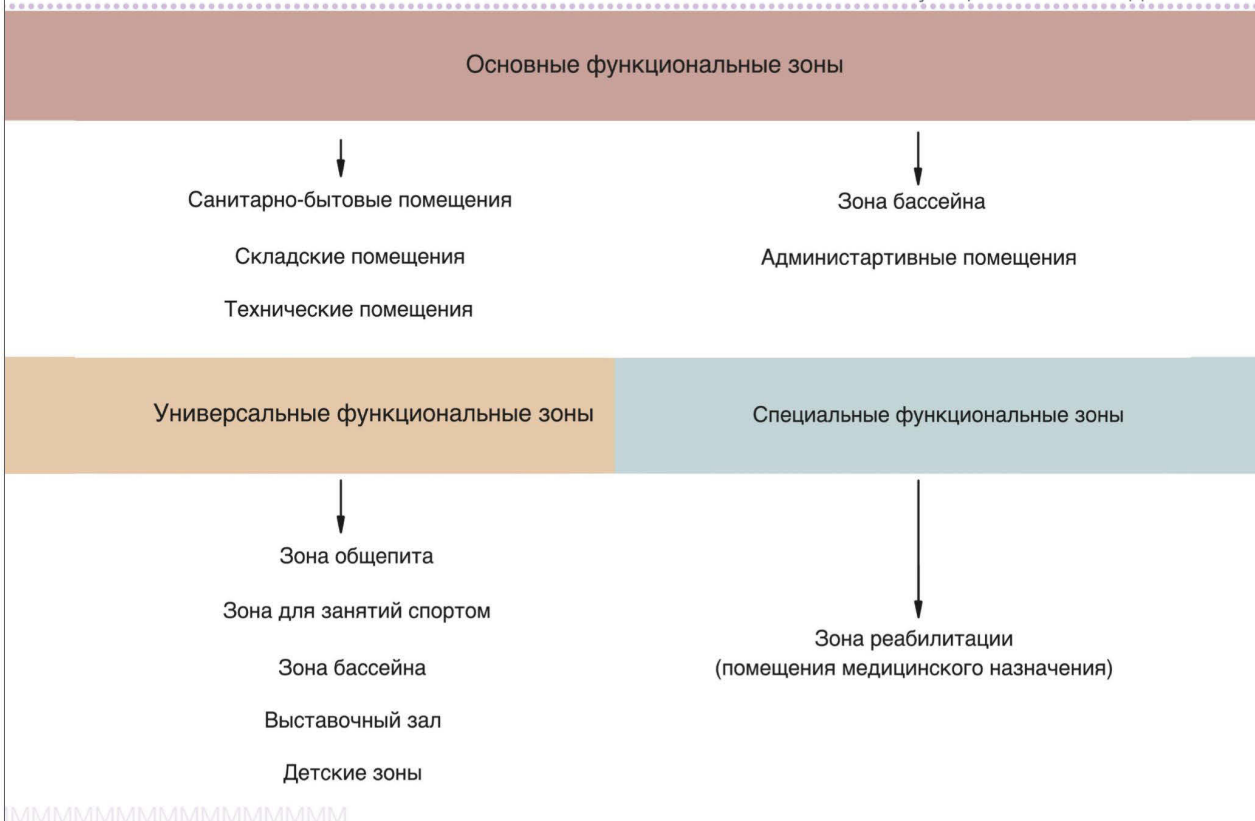 Основные функциональные зоны
Санитарно-бытовые помещения
Складские помещения
Технические помещения
Зона бассейна
Администартивные помещения
Универсальные функциональные зоны
Специальные функциональные зоны
Зона общепита
Зона для занятий спортом
Зона бассейна
Выставочный зал
Детские зоны
Зона реабилитации
(помещения медицинского назначения)